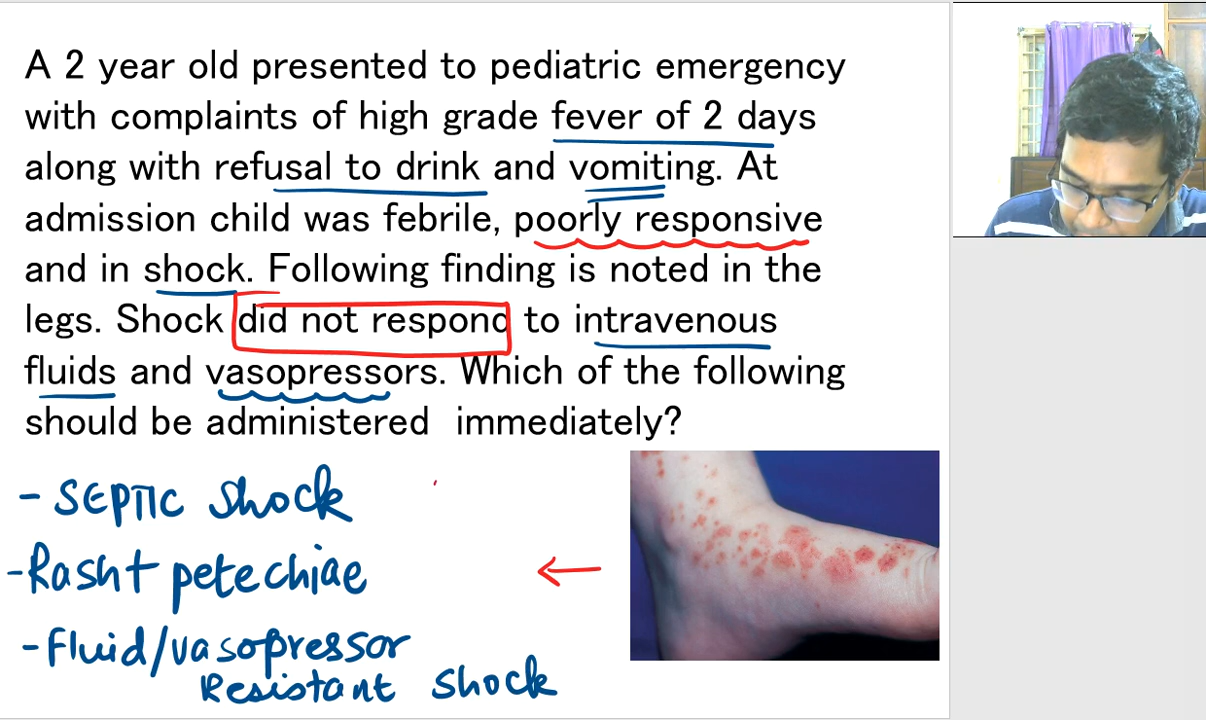 A 2 year old presented to pediatric emergency
with complaints of high grade fever of 2 days
along with refusal to drink and vomiting. At
admission child was febrile, poorly responsive
and in shock. Following finding is noted in the
legs. Shock did not respond to intravenous
fluids and vasopressors. Which of the following
should be administered immediately?
- SEPTIC Shock
- Rash + petechiae
- Fluid/vasopressor
Resistant Shock